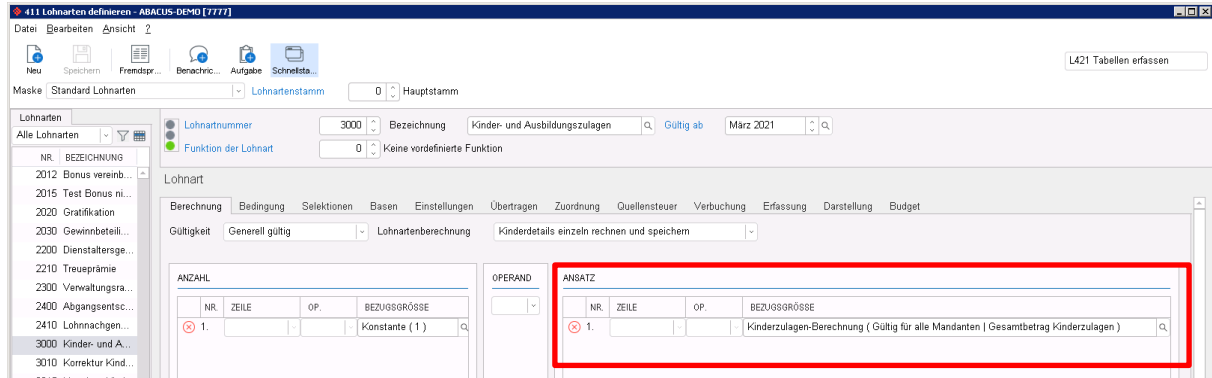 411 Lohnarten definieren - ABACUS-DEMO [7777]
Datei Bearbeiten Ansicht ?
Neu Speichern Fremdspr... Benachric... Aufgabe Schnellsta...
L421 Tabellen erfassen
Maske Standard Lohnarten Lohnartenstamm 0 Hauptstamm
Lohnarten
Alle Lohnarten
NR. BEZEICHNUNG
2012 Bonus vereinb...
2015 Test Bonus ni...
2020 Gratifikation
2030 Gewinnbeteili...
2200 Dienstaltersge...
2210 Treueprämie
2300 Verwaltungsra...
2400 Abgangsentsc...
2410 Lohnnachgen...
3000 Kinder- und A...
3010 Korrektur Kind...
Lohnartnummer 3000 Bezeichnung Kinder- und Ausbildungszulagen Gültig ab März 2021
Funktion der Lohnart 0 Keine vordefinierte Funktion
Lohnart
Berechnung Bedingung Selektionen Basen Einstellungen Übertragen Zuordnung Quellensteuer Verbuchung Erfassung Darstellung Budget
Gültigkeit Generell gültig Lohnartenberechnung Kinderdetails einzeln rechnen und speichern
ANZAHL
NR. ZEILE OP. BEZUGSGRÖSSE
1. Konstante ( 1 )
OPERAND
ANSATZ
NR. ZEILE OP. BEZUGSGRÖSSE
1. Kinderzulagen-Berechnung ( Gültig für alle Mandanten | Gesamtbetrag Kinderzulagen )